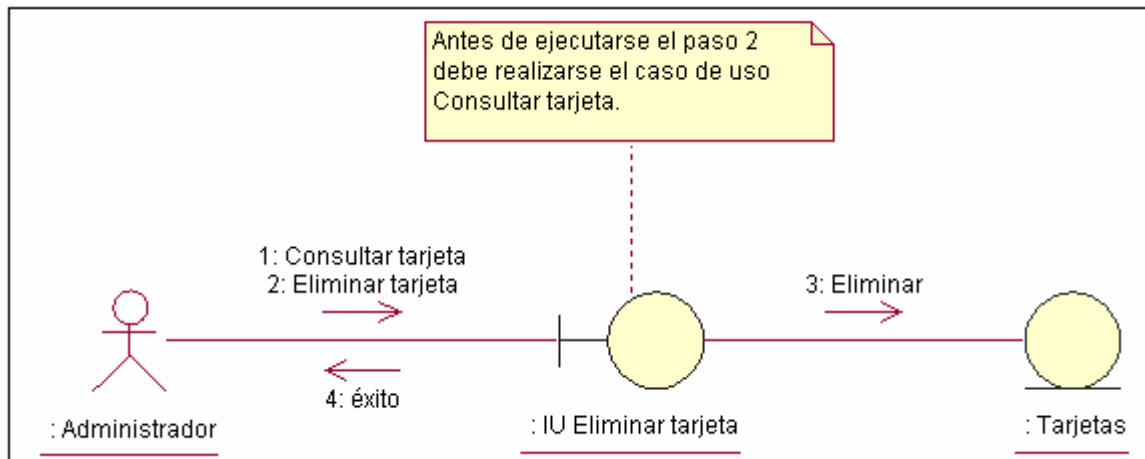 Antes de ejecutarse el paso 2
debe realizarse el caso de uso
Consultar tarjeta.
1: Consultar tarjeta
2: Eliminar tarjeta
3: Eliminar
4: éxito
: Administrador
: IU Eliminar tarjeta
: Tarjetas